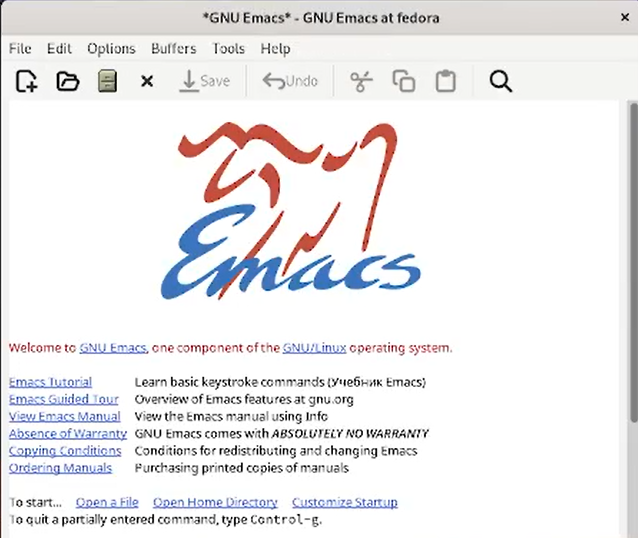 *GNU Emacs* - GNU Emacs at fedora
File Edit Options Buffers Tools Help
Save Undo
Emacs
Welcome to GNU Emacs, one component of the GNU/Linux operating system.
Emacs Tutorial Learn basic keystroke commands (Учебник Emacs)
Emacs Guided Tour Overview of Emacs features at gnu.org
View Emacs Manual View the Emacs manual using Info
Absence of Warranty GNU Emacs comes with ABSOLUTELY NO WARRANTY
Copying Conditions Conditions for redistributing and changing Emacs
Ordering Manuals Purchasing printed copies of manuals
To start... Open a File Open Home Directory Customize Startup
To quit a partially entered command, type Control-g.